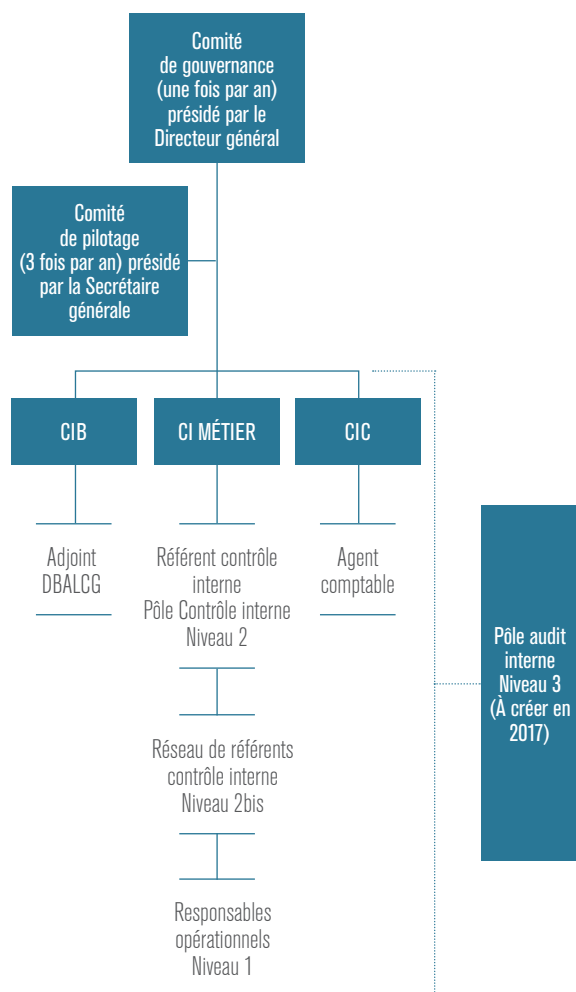 Comité
de gouvernance
(une fois par an)
présidé par le
Directeur général
Comité
de pilotage
(3 fois par an) présidé
par la Secrétaire
générale
CIB
CI MÉTIER
CIC
Adjoint
DBALCG
Référent contrôle
interne
Pôle Contrôle interne
Niveau 2
Agent
comptable
Réseau de référents
contrôle interne
Niveau 2bis
Responsables
opérationnels
Niveau 1
Pôle audit
interne
Niveau 3
(À créer en
2017)